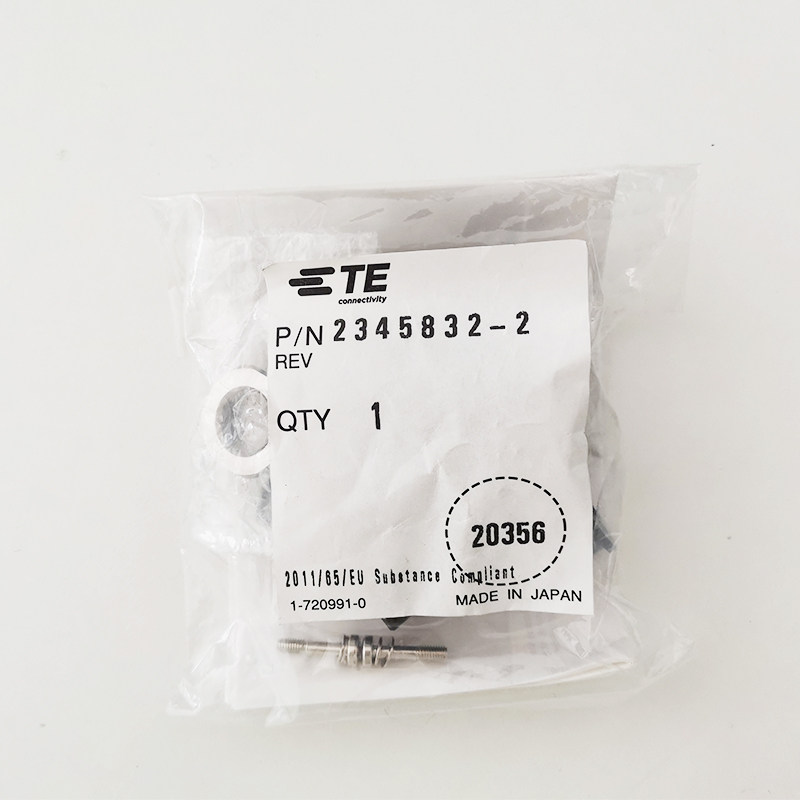 TE
connectivity
P/N 2345832-2
REV
QTY 1
20356
2011/65/EU Substance Compliant
1-720991-0
MADE IN JAPAN